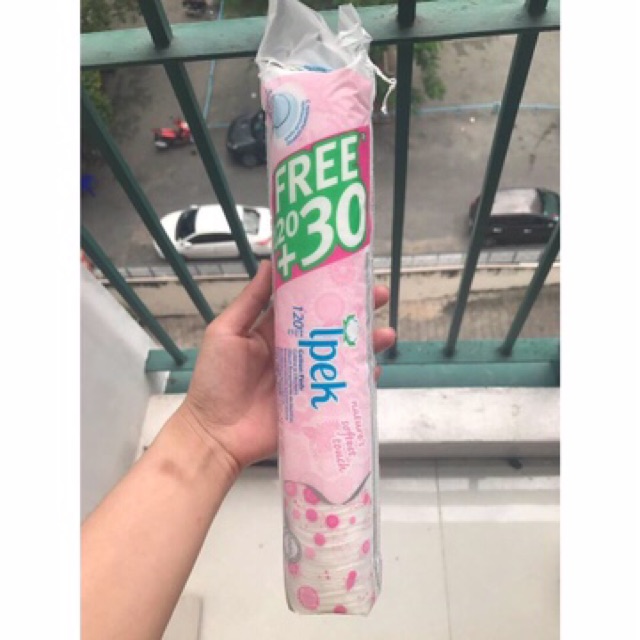 FREE
20
+30
120
Ipek
Cotton Pads
nature's
softest
touch